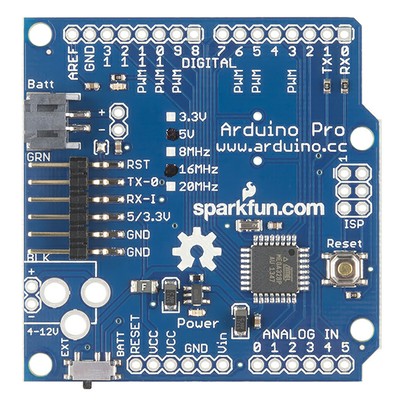 AREF
GND
13
12
11 PWM
10 PWM
9 PWM
8
DIGITAL
7
6 PWM
5 PWM
4
3 PWM
2
TX 1
RX 0
Batt
+
-
3.3V
5V
8MHz
16MHz
20MHz
Arduino Pro
www.arduino.cc
GRN
RST
TX-0
RX-I
5/3.3V
GND
GND
BLK
sparkfun.com
1
ISP
Reset
+
-
4-12V
F
Power
EXT
BATT
RESET
VCC
VCC
GND
Vin
ANALOG IN
0 1 2 3 4 5